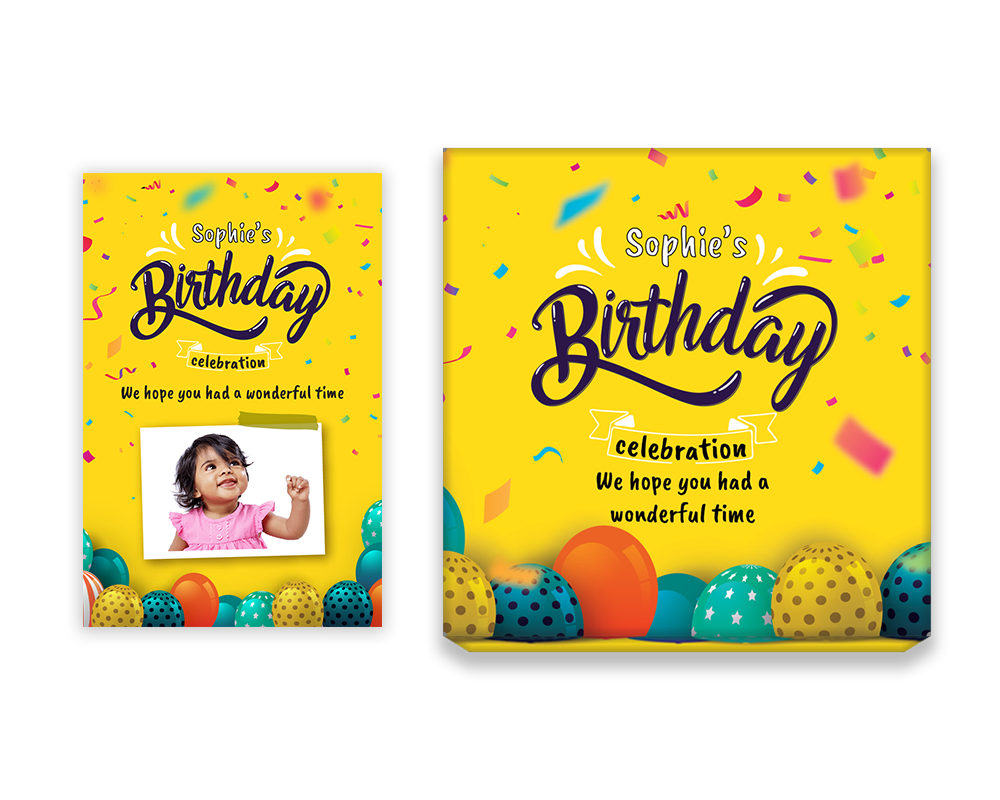 Sophie's
Birthday
celebration
We hope you had a wonderful time
Sophie's
Birthday
celebration
We hope you had a
wonderful time